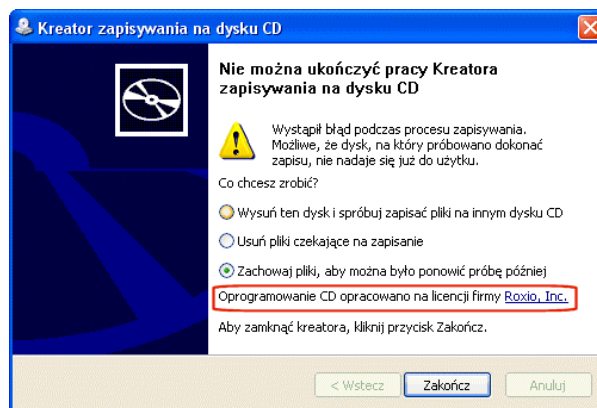 Kreator zapisywania na dysku CD
Nie można ukończyć pracy Kreatora
zapisywania na dysku CD
Wystąpił błąd podczas procesu zapisywania.
Możliwe, że dysk, na który próbowano dokonać
zapisu, nie nadaje się już do użytku.
Co chcesz zrobić?
Wysuń ten dysk i spróbuj zapisać pliki na innym dysku CD
Usuń pliki czekające na zapisanie
Zachowaj pliki, aby można było ponowić próbę później
Oprogramowanie CD opracowano na licencji firmy Roxio, Inc.
Aby zamknąć kreatora, kliknij przycisk Zakończ.
< Wstecz Zakończ Anuluj